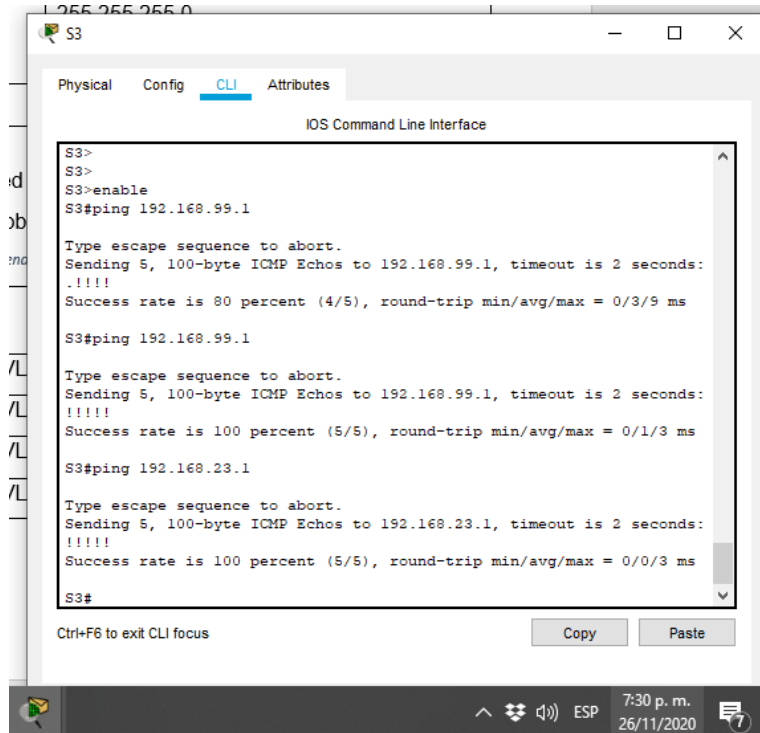 255 255 255 0
S3
Physical Config CLI Attributes
IOS Command Line Interface
S3>
S3>
S3>enable
S3#ping 192.168.99.1
Type escape sequence to abort.
Sending 5, 100-byte ICMP Echos to 192.168.99.1, timeout is 2 seconds:
.!!!!
Success rate is 80 percent (4/5), round-trip min/avg/max = 0/3/9 ms
S3#ping 192.168.99.1
Type escape sequence to abort.
Sending 5, 100-byte ICMP Echos to 192.168.99.1, timeout is 2 seconds:
!!!!!
Success rate is 100 percent (5/5), round-trip min/avg/max = 0/1/3 ms
S3#ping 192.168.23.1
Type escape sequence to abort.
Sending 5, 100-byte ICMP Echos to 192.168.23.1, timeout is 2 seconds:
!!!!!
Success rate is 100 percent (5/5), round-trip min/avg/max = 0/0/3 ms
S3#
Ctrl+F6 to exit CLI focus
Copy Paste
ESP
7:30 p. m.
26/11/2020
7